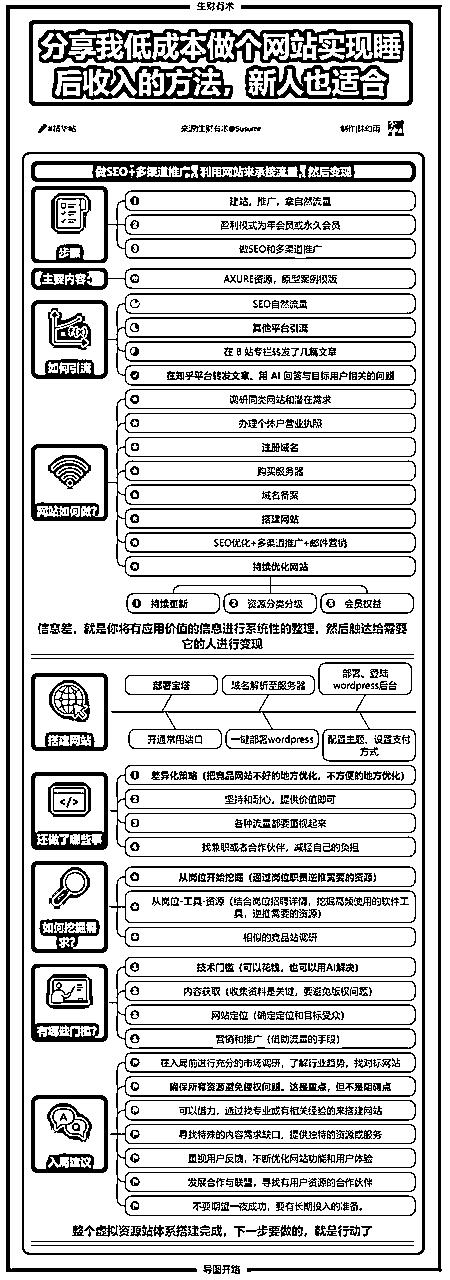 生财有术
分享我低成本做个网站实现睡
后收入的方法，新人也适合
来源|生财有术@Susume
做SEO+多渠道推广，利用网站来承接流量，然后变现
步骤
1 建站，推广，拿自然流量
2 盈利模式为年会员或永久会员
3 做SEO和多渠道推广
主要内容
AXURE资源，原型案例模板
如何引流
SEO自然流量
其他平台引流
在 B 站专栏转发了几篇文章
在知乎平台转发文章、用 AI 回答与目标用户相关的问题
网站如何做?
调研同类网站和潜在需求
办理个体户营业执照
注册域名
购买服务器
域名备案
搭建网站
SEO优化+多渠道推广+邮件营销
持续优化网站
1 持续更新
2 资源分类分级
3 会员权益
信息差，就是你将有应用价值的信息进行系统性的整理，然后触达给需要
它的人进行变现
搭建网站
部署宝塔
域名解析至服务器
部署、登陆
wordpress后台
开通常用端口
一键部署wordpress
配置主题、设置支付
方式
还做了哪些事
1 差异化策略（把竞品网站不好的地方优化，不方便的地方优化）
2 坚持和耐心，提供价值即可
3 各种流量都要重视起来
4 找兼职或者合作伙伴，减轻自己的负担
如何挖掘需
求?
从岗位开始挖掘（通过岗位职责逆推需要的资源）
从岗位-工具-资源（结合岗位招聘详情，挖掘高频使用的软件工
具，逆推需要的资源）
相似的竞品站调研
有哪些门槛?
技术门槛（可以花钱，也可以用AI解决）
内容获取（收集资料是关键，要避免版权问题）
网站定位（确定定位和目标受众）
营销和推广（借助流量的手段）
入局建议
在入局前进行充分的市场调研，了解行业趋势，找对标网站
确保所有资源避免侵权问题。这是重点，但不是阻碍点
可以借力，通过找专业或有相关经验的来搭建网站
寻找特殊的内容需求缺口，提供独特的资源或服务
重视用户反馈，不断优化网站功能和用户体验
发展合作与联盟，寻找有用户资源的合作伙伴
不要期望一夜成功，要有长期投入的准备。
整个虚拟资源站体系搭建完成，下一步要做的，就是行动了
导图开路